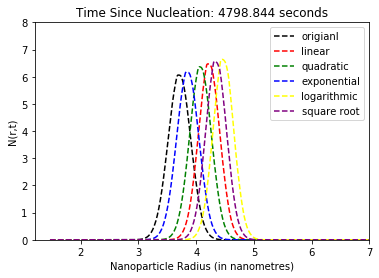 Time Since Nucleation: 4798.844 seconds
8
7
6
5
4
3
2
1
0
N(r,t)
origianl
linear
quadratic
exponential
logarithmic
square root
2 3 4 5 6 7
Nanoparticle Radius (in nanometres)